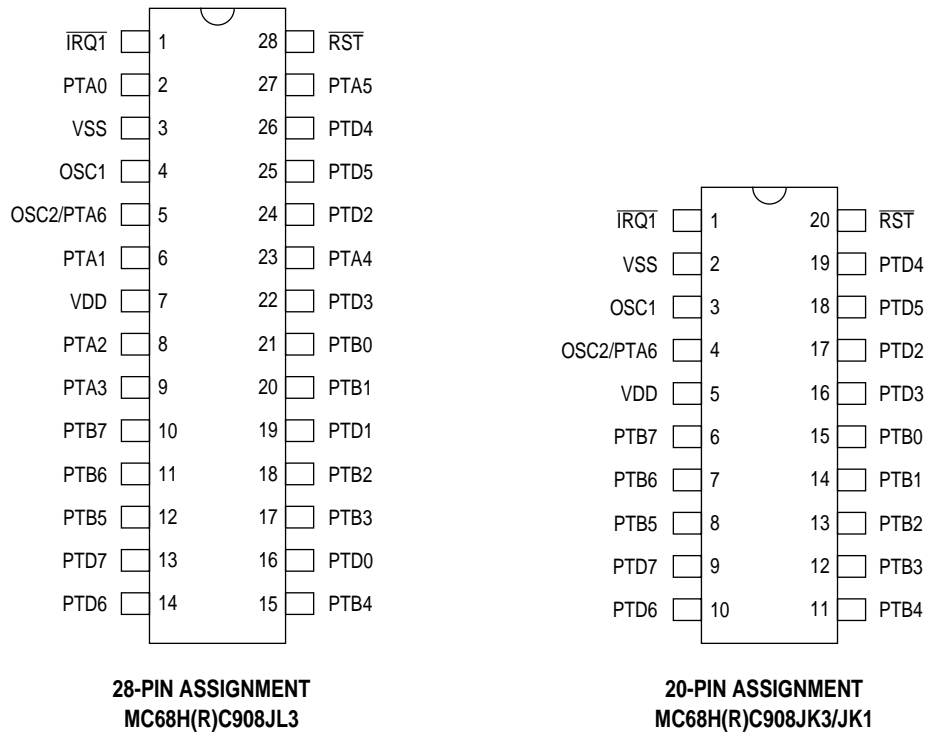 IRQ1 1 28 RST
PTA0 2 27 PTA5
VSS 3 26 PTD4
OSC1 4 25 PTD5
OSC2/PTA6 5 24 PTD2
PTA1 6 23 PTA4
VDD 7 22 PTD3
PTA2 8 21 PTB0
PTA3 9 20 PTB1
PTB7 10 19 PTD1
PTB6 11 18 PTB2
PTB5 12 17 PTB3
PTD7 13 16 PTD0
PTD6 14 15 PTB4
28-PIN ASSIGNMENT
MC68H(R)C908JL3
IRQ1 1 20 RST
VSS 2 19 PTD4
OSC1 3 18 PTD5
OSC2/PTA6 4 17 PTD2
VDD 5 16 PTD3
PTB7 6 15 PTB0
PTB6 7 14 PTB1
PTB5 8 13 PTB2
PTD7 9 12 PTB3
PTD6 10 11 PTB4
20-PIN ASSIGNMENT
MC68H(R)C908JK3/JK1